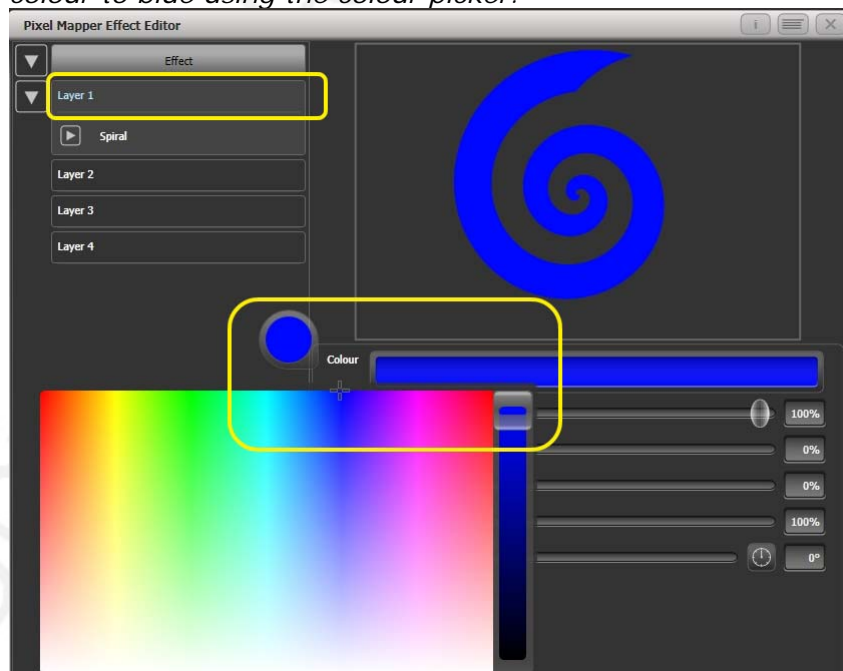 colour to blue using the colour picker.
Pixel Mapper Effect Editor
Effect
Layer 1
Spiral
Layer 2
Layer 3
Layer 4
Colour
100%
0%
0%
100%
0°